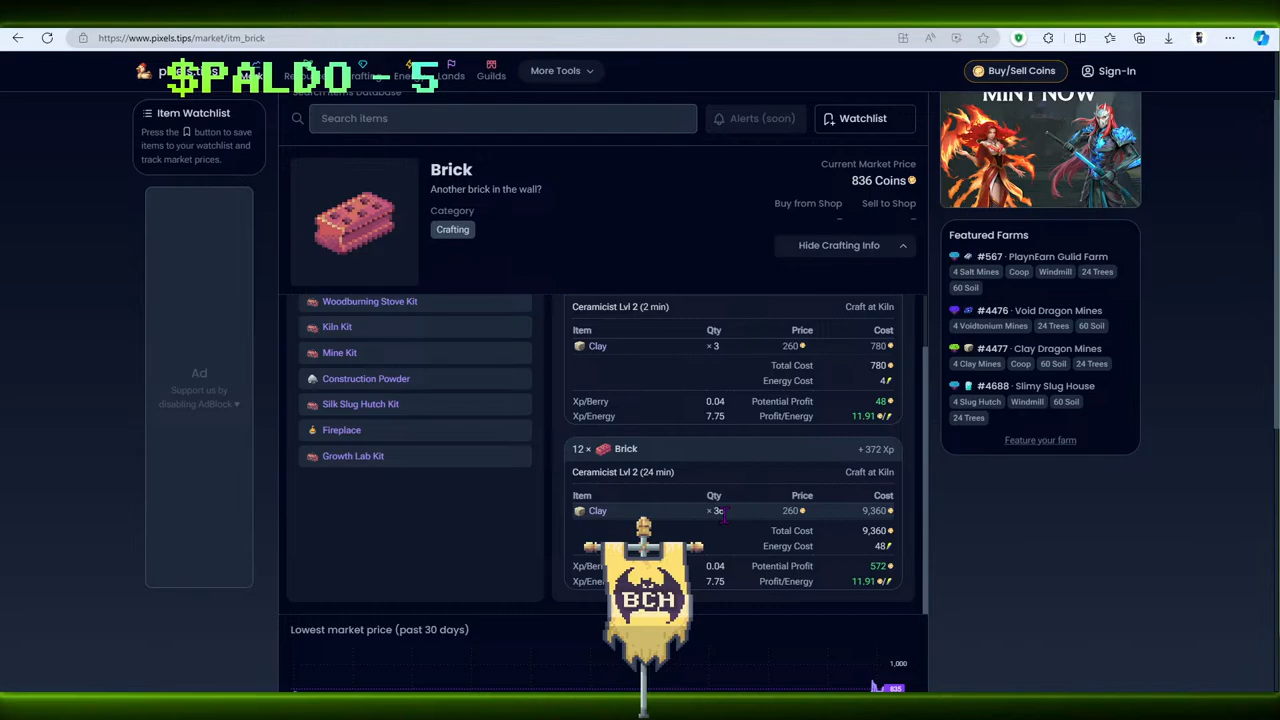 https://www.pixels.tips/market/itm_brick
$PALDO - 5
Lands
Guilds
More Tools
Buy/Sell Coins
Sign-In
Item Watchlist
Press the button to save
items to your watchlist and
track market prices.
Search items
Alerts (soon)
Watchlist
MINT NOW
Brick
Another brick in the wall?
Category
Crafting
Current Market Price
836 Coins
Buy from Shop
Sell to Shop
–
–
Hide Crafting Info
Ad
Support us by
disabling AdBlock ▾
Woodburning Stove Kit
Kiln Kit
Mine Kit
Construction Powder
Silk Slug Hutch Kit
Fireplace
Growth Lab Kit
Ceramicist Lvl 2 (2 min)
Craft at Kiln
Item Qty Price Cost
Clay × 3 260 780
Total Cost 780
Energy Cost 4
Xp/Berry 0.04 Potential Profit 48
Xp/Energy 7.75 Profit/Energy 11.91
12 × Brick + 372 Xp
Ceramicist Lvl 2 (24 min)
Craft at Kiln
Item Qty Price Cost
Clay 260 9,360
Total Cost 9,360
Energy Cost 48
0.04 Potential Profit 572
7.75 Profit/Energy 11.91
BCH
Lowest market price (past 30 days)
1,000
835
Featured Farms
#567 · PlaynEarn Guild Farm
4 Salt Mines Coop Windmill 24 Trees
60 Soil
#4476 · Void Dragon Mines
4 Voidtonium Mines 24 Trees 60 Soil
#4477 · Clay Dragon Mines
4 Clay Mines Coop 60 Soil 24 Trees
#4688 · Slimy Slug House
4 Slug Hutch Windmill 60 Soil
24 Trees
Feature your farm